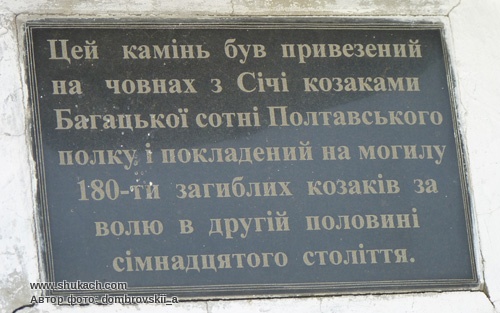 Цей камінь був привезений
на човнах з Січі козаками
Багацької сотні Полтавського
полку і покладений на могилу
180-ти загиблих козаків за
волю в другій половині
сімнадцятого століття.
www.shukach.com
Автор фото-dombrovskii_a